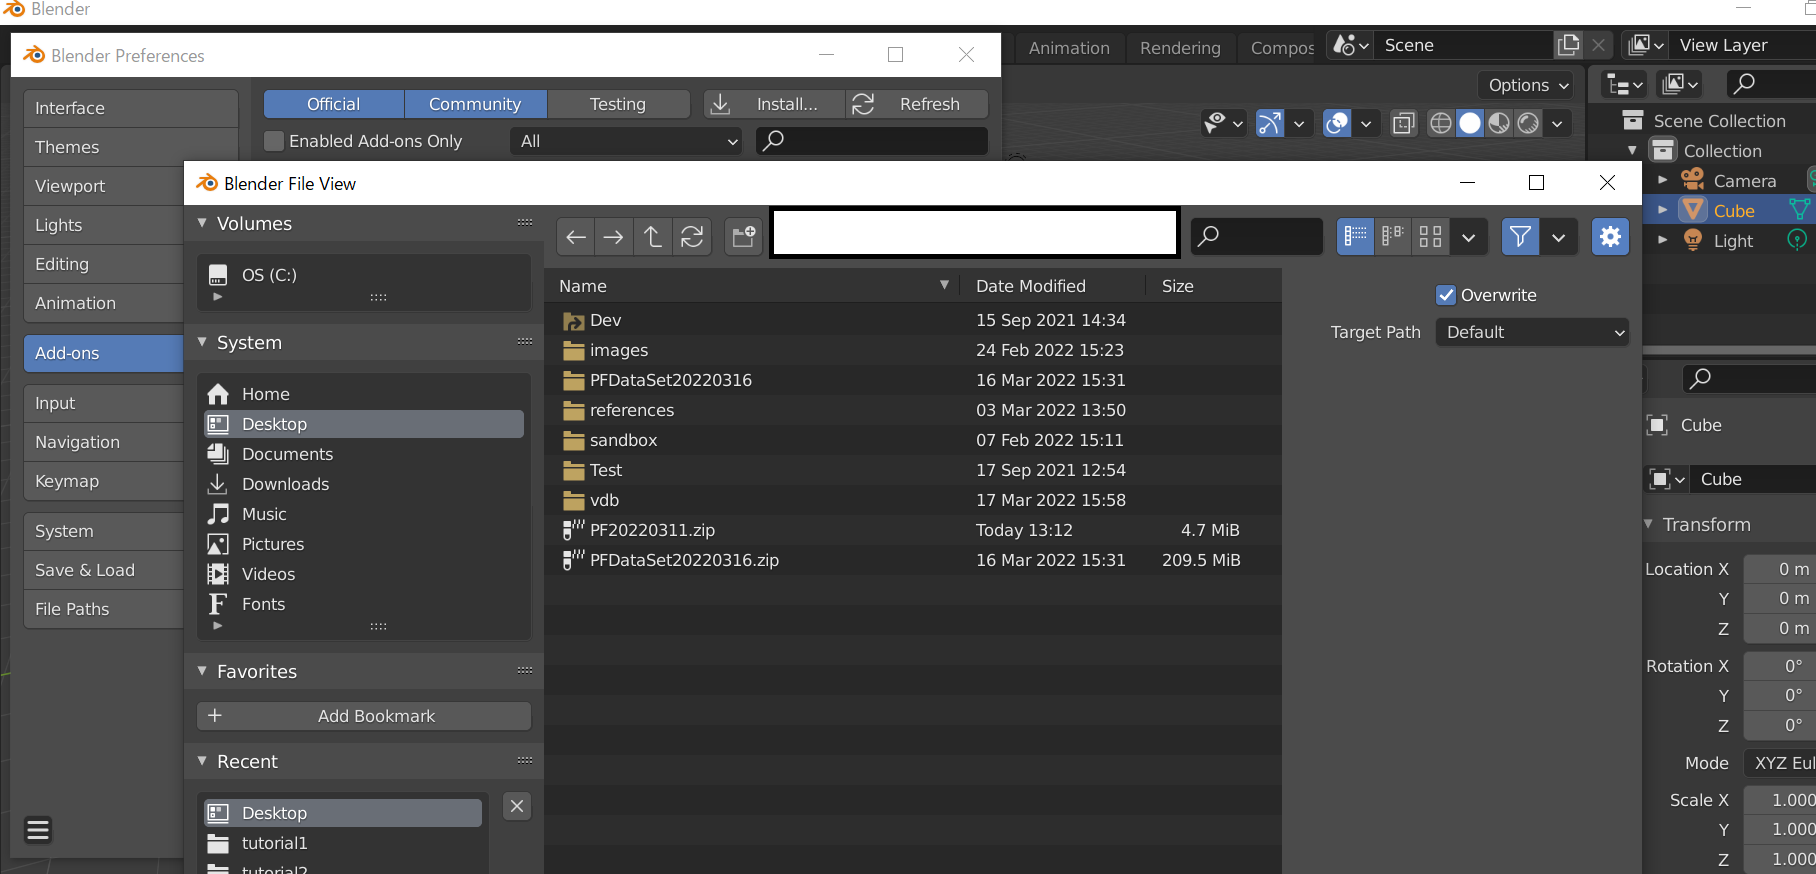 Blender
Blender Preferences
Animation
Rendering
Compos
Scene
View Layer
Interface
Themes
Viewport
Lights
Editing
Animation
Add-ons
Input
Navigation
Keymap
System
Save & Load
File Paths
Official
Community
Testing
Install...
Refresh
Enabled Add-ons Only
All
Options
Scene Collection
Collection
Camera
Cube
Light
Blender File View
Volumes
OS (C:)
System
Home
Desktop
Documents
Downloads
Music
Pictures
Videos
Fonts
Favorites
Add Bookmark
Recent
Desktop
tutorial1
tutorial2
Name Date Modified Size
Dev 15 Sep 2021 14:34
images 24 Feb 2022 15:23
PFDataSet20220316 16 Mar 2022 15:31
references 03 Mar 2022 13:50
sandbox 07 Feb 2022 15:11
Test 17 Sep 2021 12:54
vdb 17 Mar 2022 15:58
PF20220311.zip Today 13:12 4.7 MiB
PFDataSet20220316.zip 16 Mar 2022 15:31 209.5 MiB
Overwrite
Target Path Default
Cube
Cube
Transform
Location X 0 m
Y 0 m
Z 0 m
Rotation X 0°
Y 0°
Z 0°
Mode XYZ Eul
Scale X 1.000
Y 1.000
Z 1.000